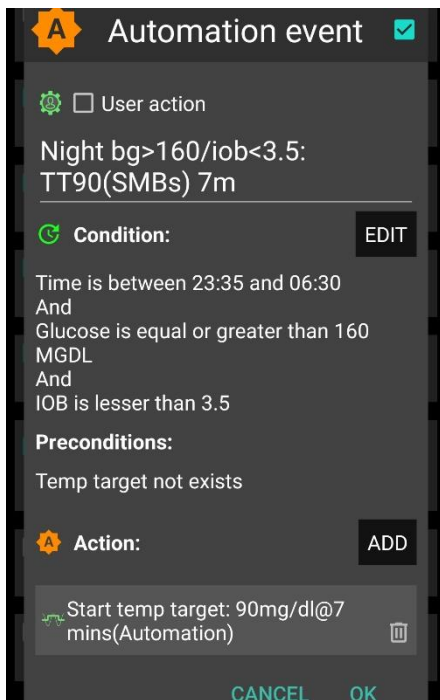 A Automation event
User action
Night bg>160/iob<3.5:
TT90(SMBs) 7m
Condition:
EDIT
Time is between 23:35 and 06:30
And
Glucose is equal or greater than 160
MGDL
And
IOB is lesser than 3.5
Preconditions:
Temp target not exists
A Action:
ADD
Start temp target: 90mg/dl@7
mins(Automation)
CANCEL OK